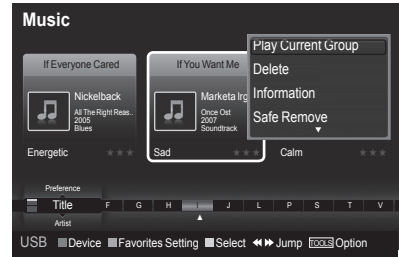 Music
Play Current Group
Delete
Information
Safe Remove
If Everyone Cared
If You Want Me
Nickelback
All The Right Reas..
2005
Blues
Marketa Irg
Once Ost
2007
Soundtrack
Energetic
Sad
Calm
Preference
Title F G H I J L P S T V
Artist
USB Device Favorites Setting Select Jump TOOLS Option